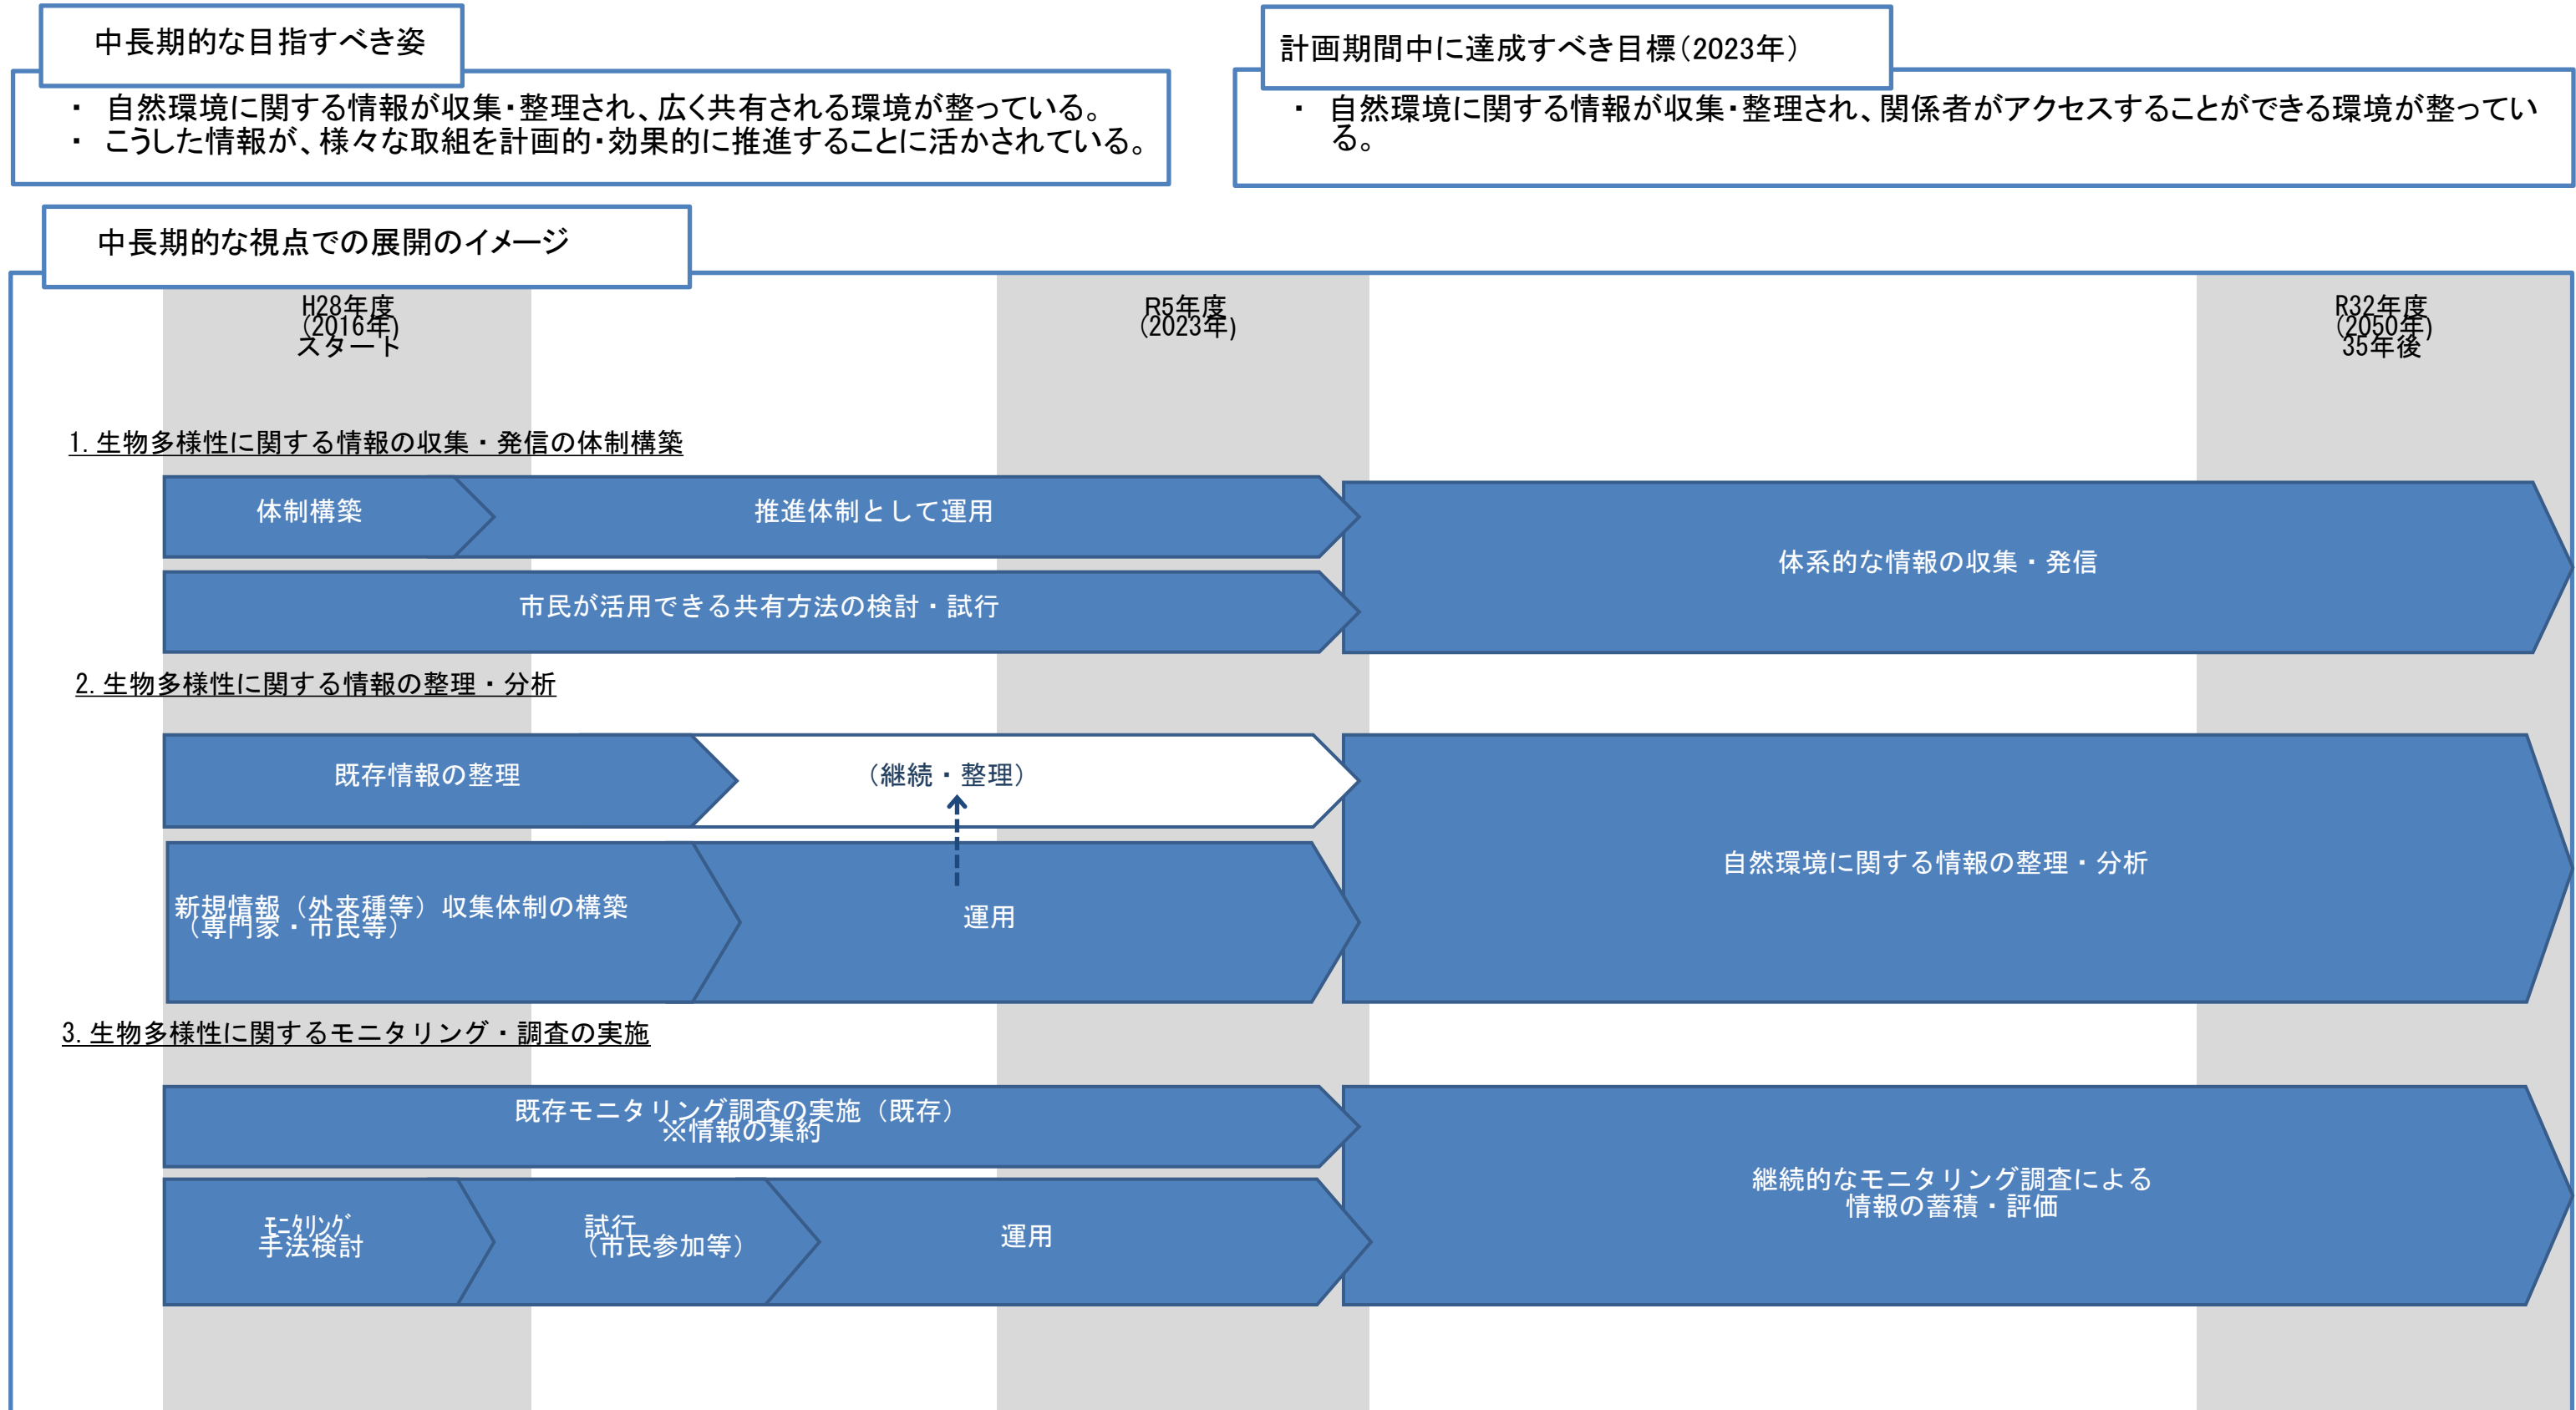 中長期的な目指すべき姿
・ 自然環境に関する情報が収集・整理され、広く共有される環境が整っている。
・ こうした情報が、様々な取組を計画的・効果的に推進することに活かされている。
計画期間中に達成すべき目標(2023年)
・ 自然環境に関する情報が収集・整理され、関係者がアクセスすることができる環境が整ってい
る。
中長期的な視点での展開のイメージ
H28年度
(2016年)
スタート
R5年度
(2023年)
R32年度
(2050年)
35年後
1.生物多様性に関する情報の収集・発信の体制構築
体制構築
推進体制として運用
市民が活用できる共有方法の検討・試行
体系的な情報の収集・発信
2.生物多様性に関する情報の整理・分析
既存情報の整理
（継続・整理）
新規情報（外来種等）収集体制の構築
（専門家・市民等）
運用
自然環境に関する情報の整理・分析
3.生物多様性に関するモニタリング・調査の実施
既存モニタリング調査の実施（既存）
※情報の集約
ﾓﾆﾀﾘﾝｸﾞ
手法検討
試行
（市民参加等）
運用
継続的なモニタリング調査による
情報の蓄積・評価